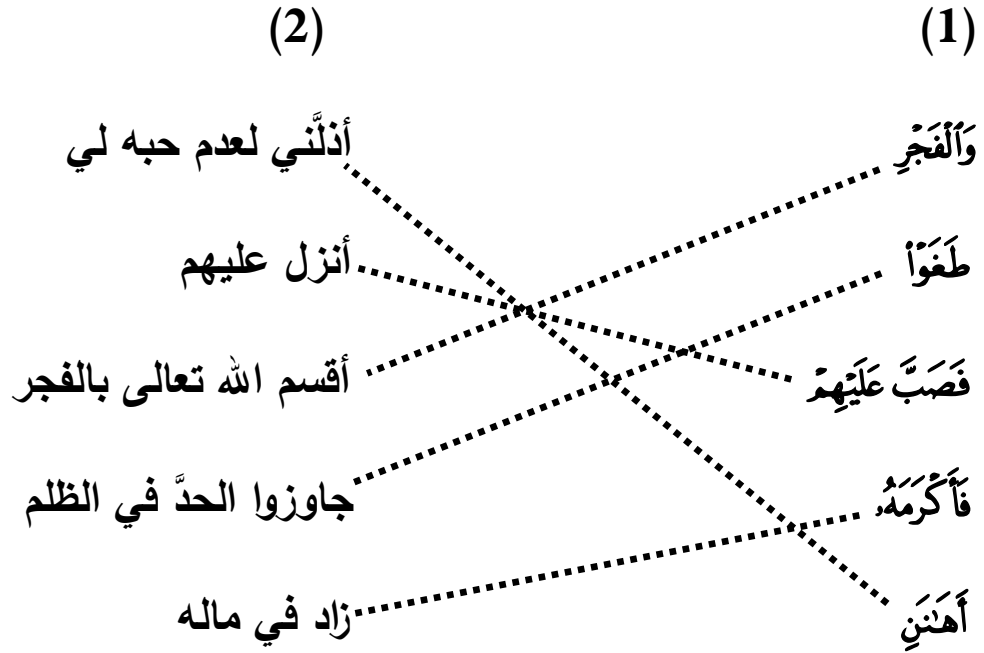 (1) (2)
وَٱلْفَجْرِ أذلَّني لعدم حبه لي
طَغَوْا۟ أنزل عليهم
فَصَبَّ عَلَيْهِمْ أقسم الله تعالى بالفجر
فَأَكْرَمَهُۥ جاوزوا الحدَّ في الظلم
أَهَـٰنَنِ زاد في ماله